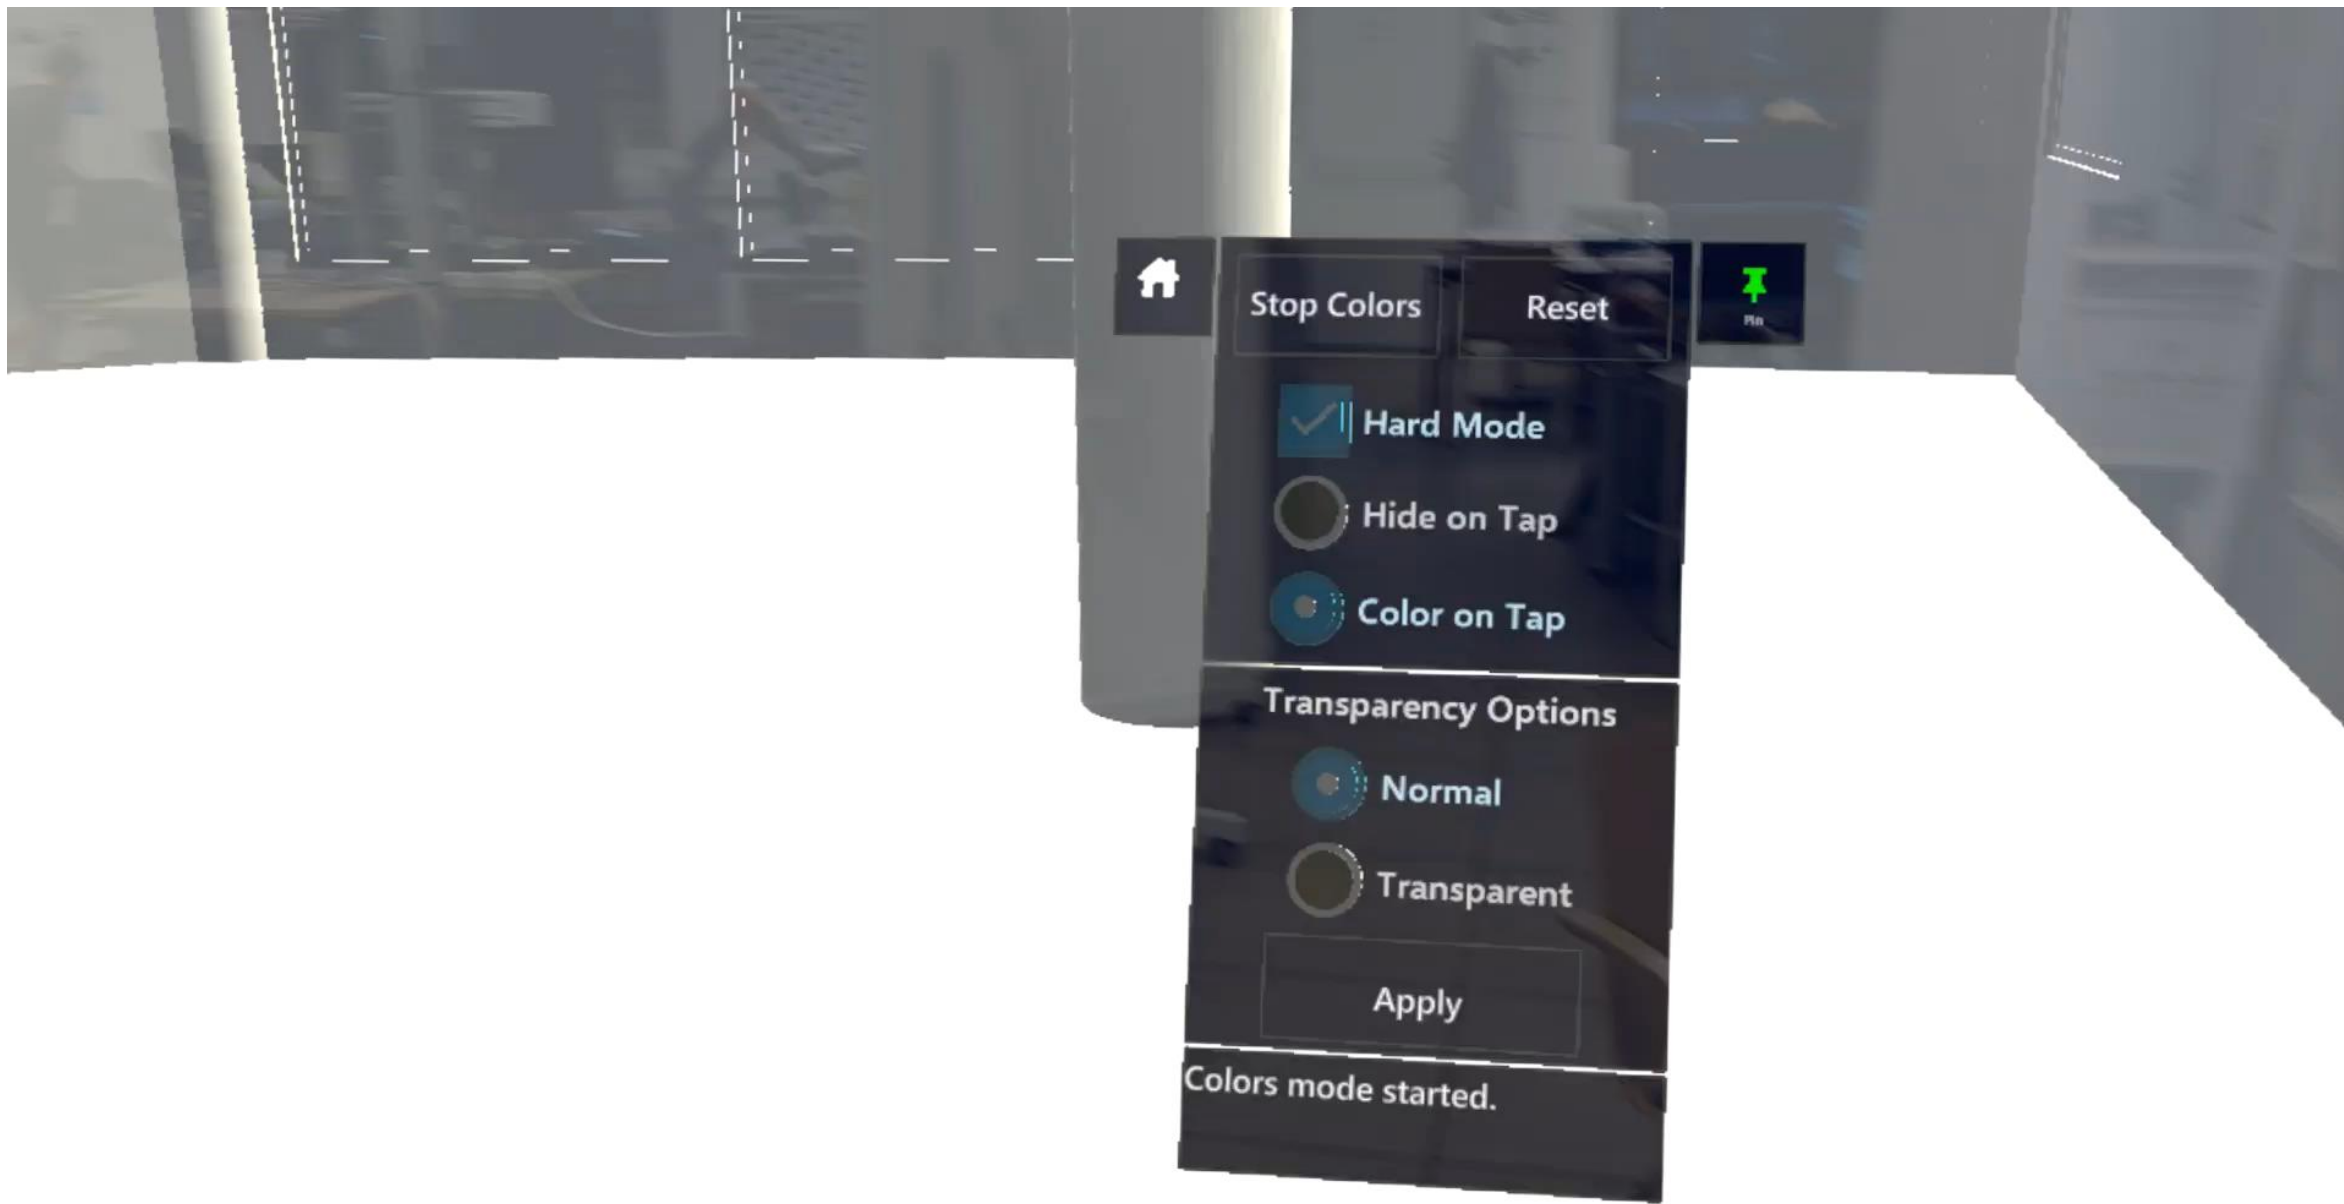 Stop Colors
Reset
Pin
Hard Mode
Hide on Tap
Color on Tap
Transparency Options
Normal
Transparent
Apply
Colors mode started.